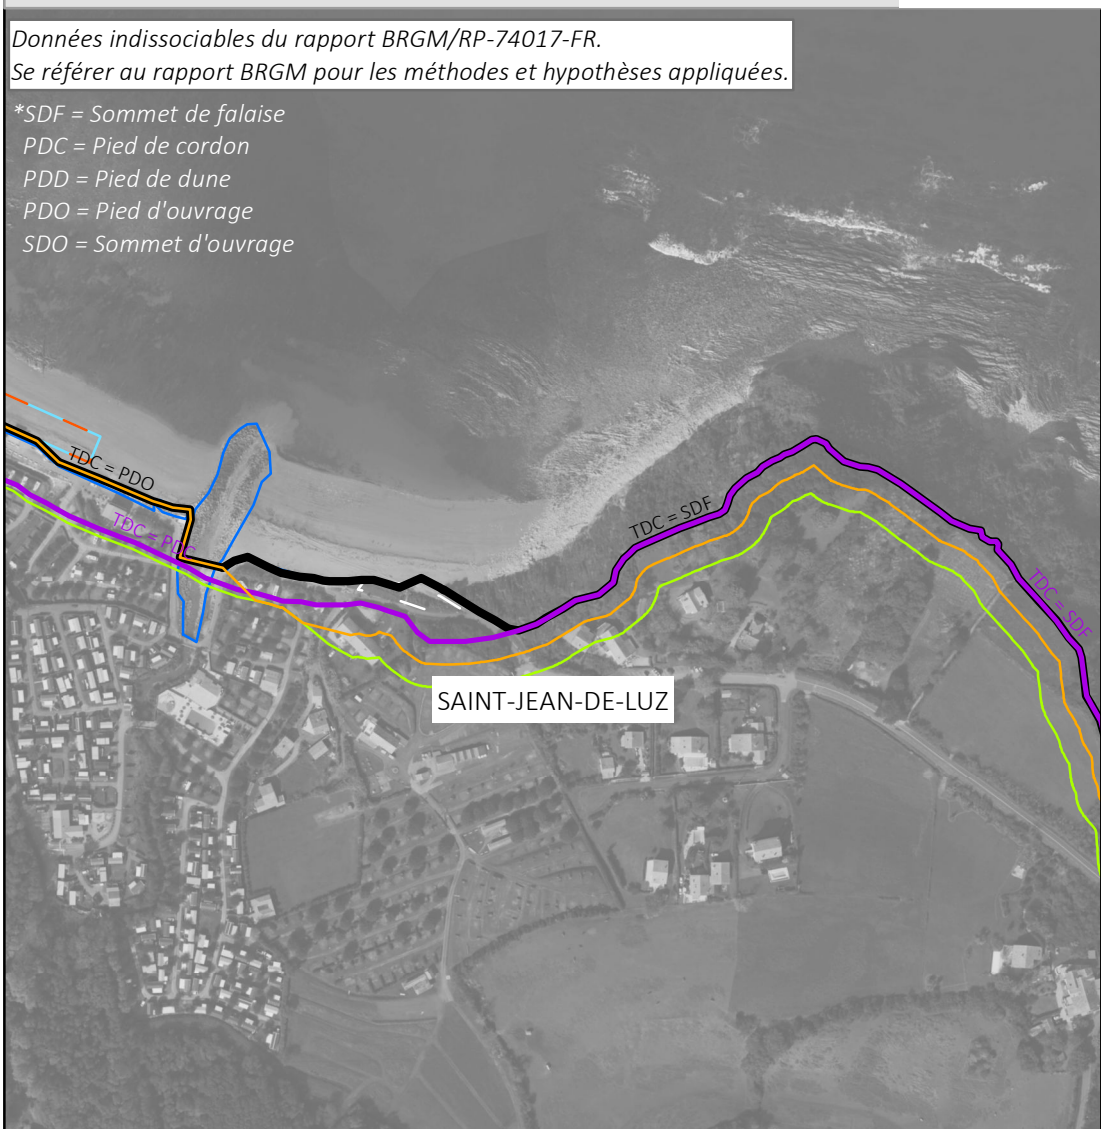 Données indissociables du rapport BRGM/RP-74017-FR.
Se référer au rapport BRGM pour les méthodes et hypothèses appliquées.
*SDF = Sommet de falaise
PDC = Pied de cordon
PDD = Pied de dune
PDO = Pied d'ouvrage
SDO = Sommet d'ouvrage
TDC = PDO
TDC = PDC
TDC = SDF
TDC = SDF
SAINT-JEAN-DE-LUZ